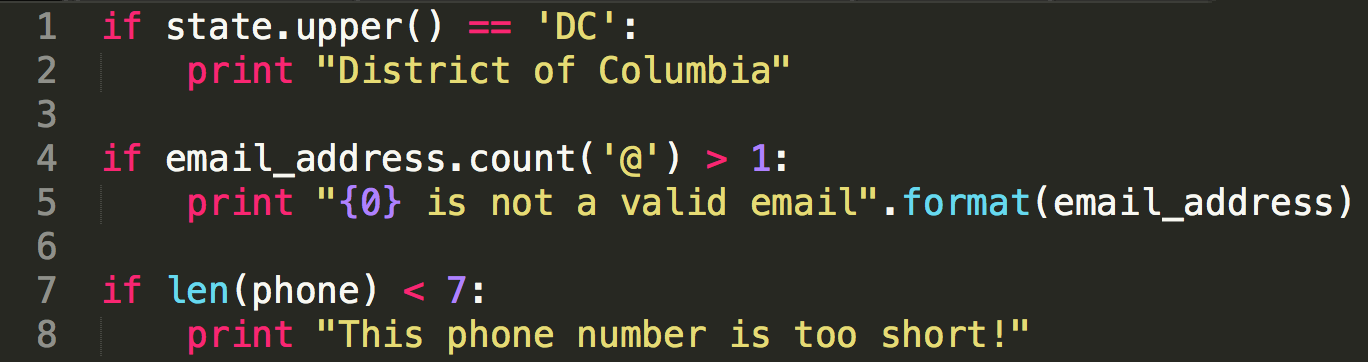 1 if state.upper() == 'DC':
2     print "District of Columbia"
3
4 if email_address.count('@') > 1:
5     print "{0} is not a valid email".format(email_address)
6
7 if len(phone) < 7:
8     print "This phone number is too short!"